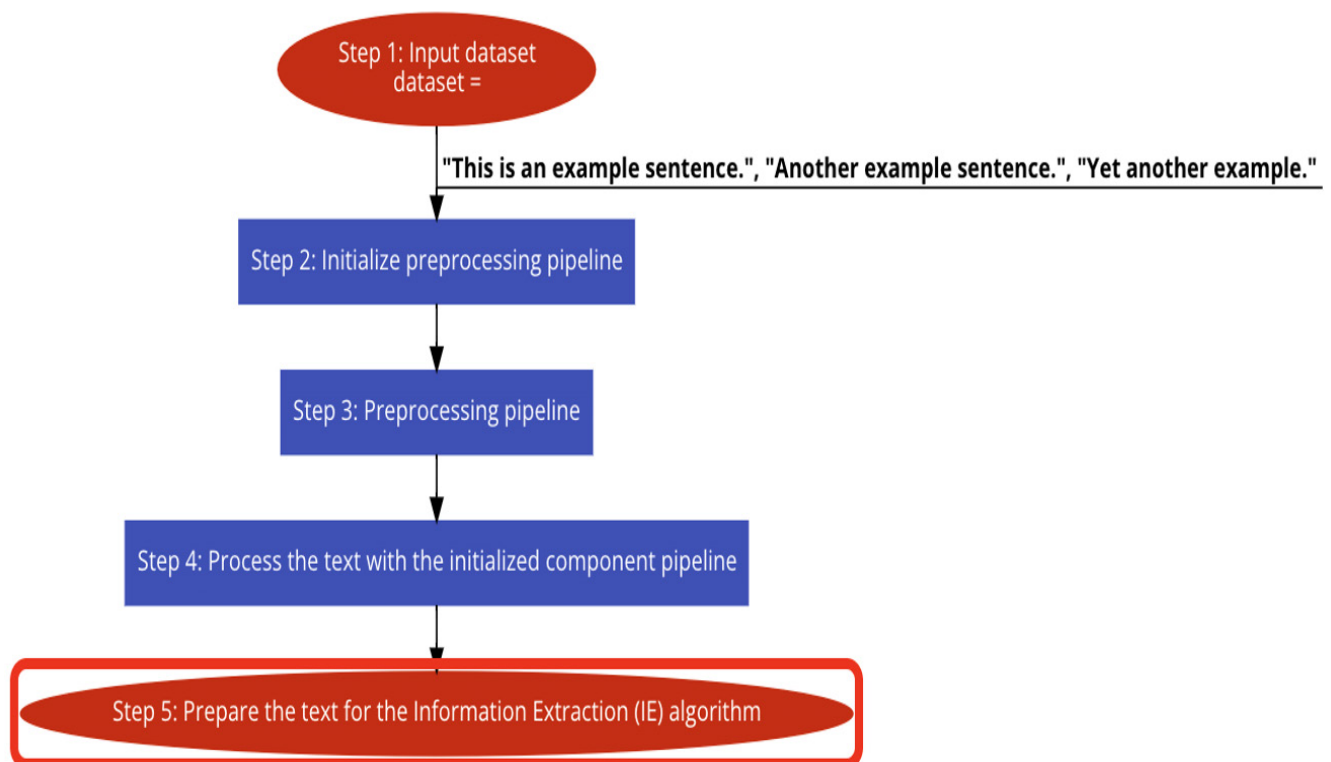 Step 1: Input dataset
dataset =
"This is an example sentence.", "Another example sentence.", "Yet another example."
Step 2: Initialize preprocessing pipeline
Step 3: Preprocessing pipeline
Step 4: Process the text with the initialized component pipeline
Step 5: Prepare the text for the Information Extraction (IE) algorithm